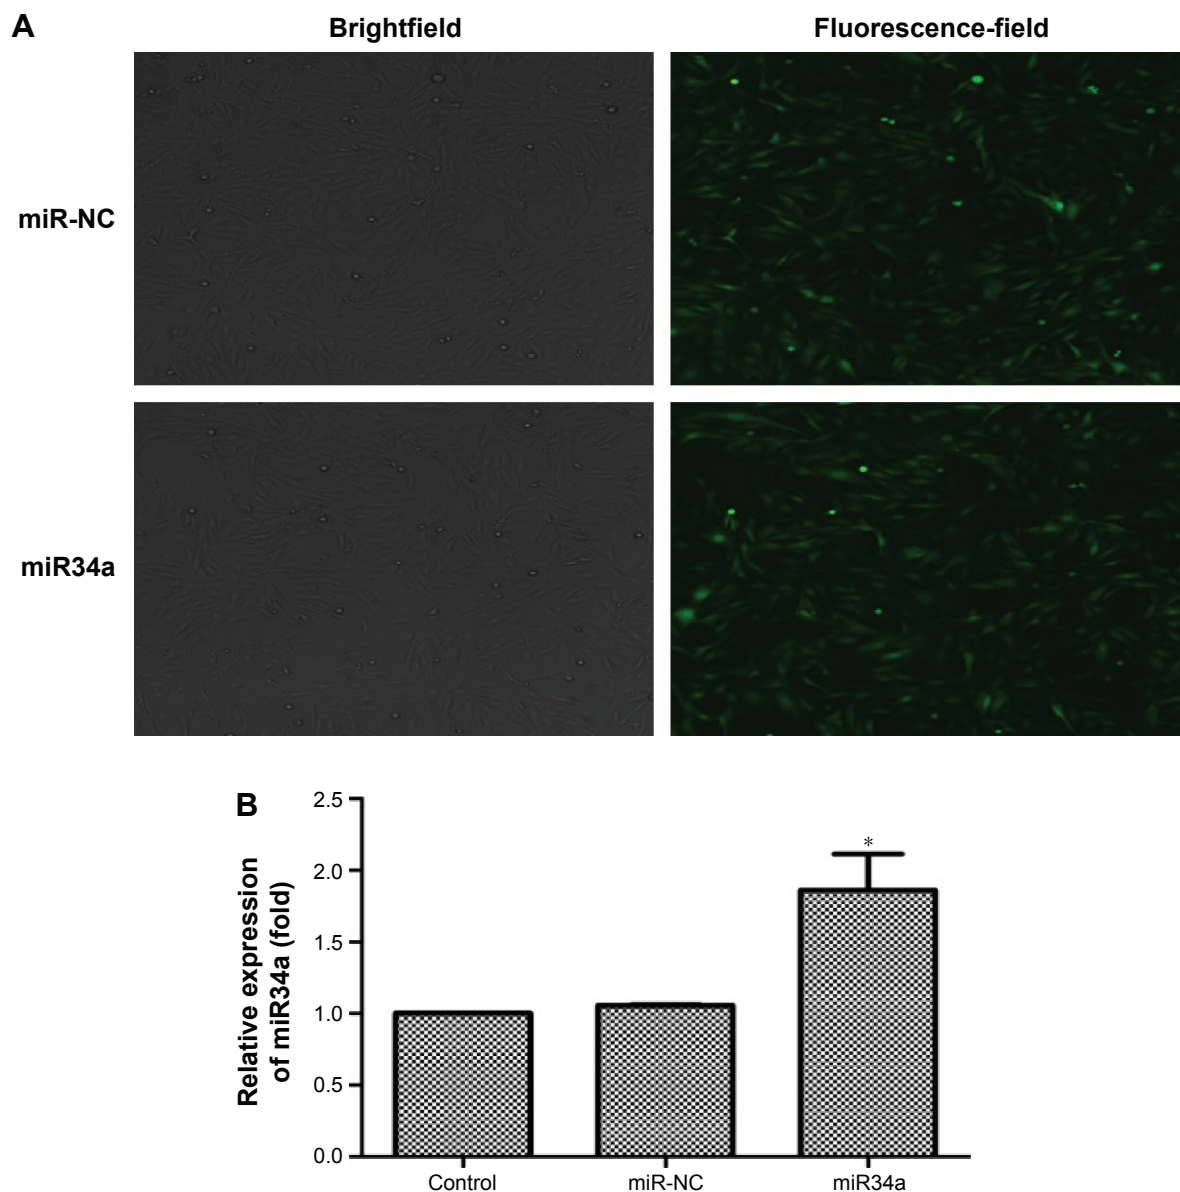 A
Brightfield
Fluorescence-field
miR-NC
miR34a
B
Relative expression
of miR34a (fold)
2.5
2.0
1.5
1.0
0.5
0.0
*
Control
miR-NC
miR34a